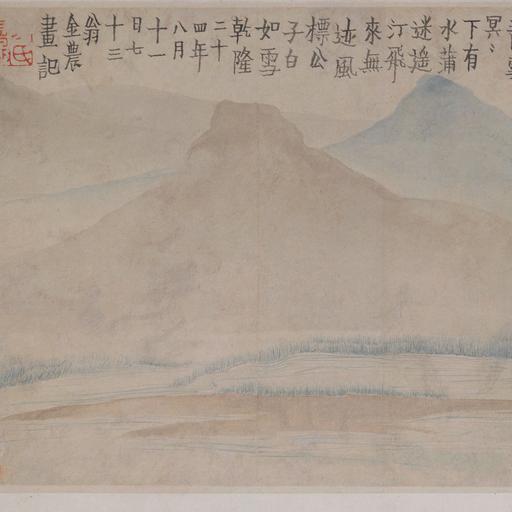 冥〻
下有
水蒲
迷遥
汀飛
來無
迹風
標公
子白
如雪
乾隆
二十
四年
八月
十一
日七
十三
翁
金農
畫記